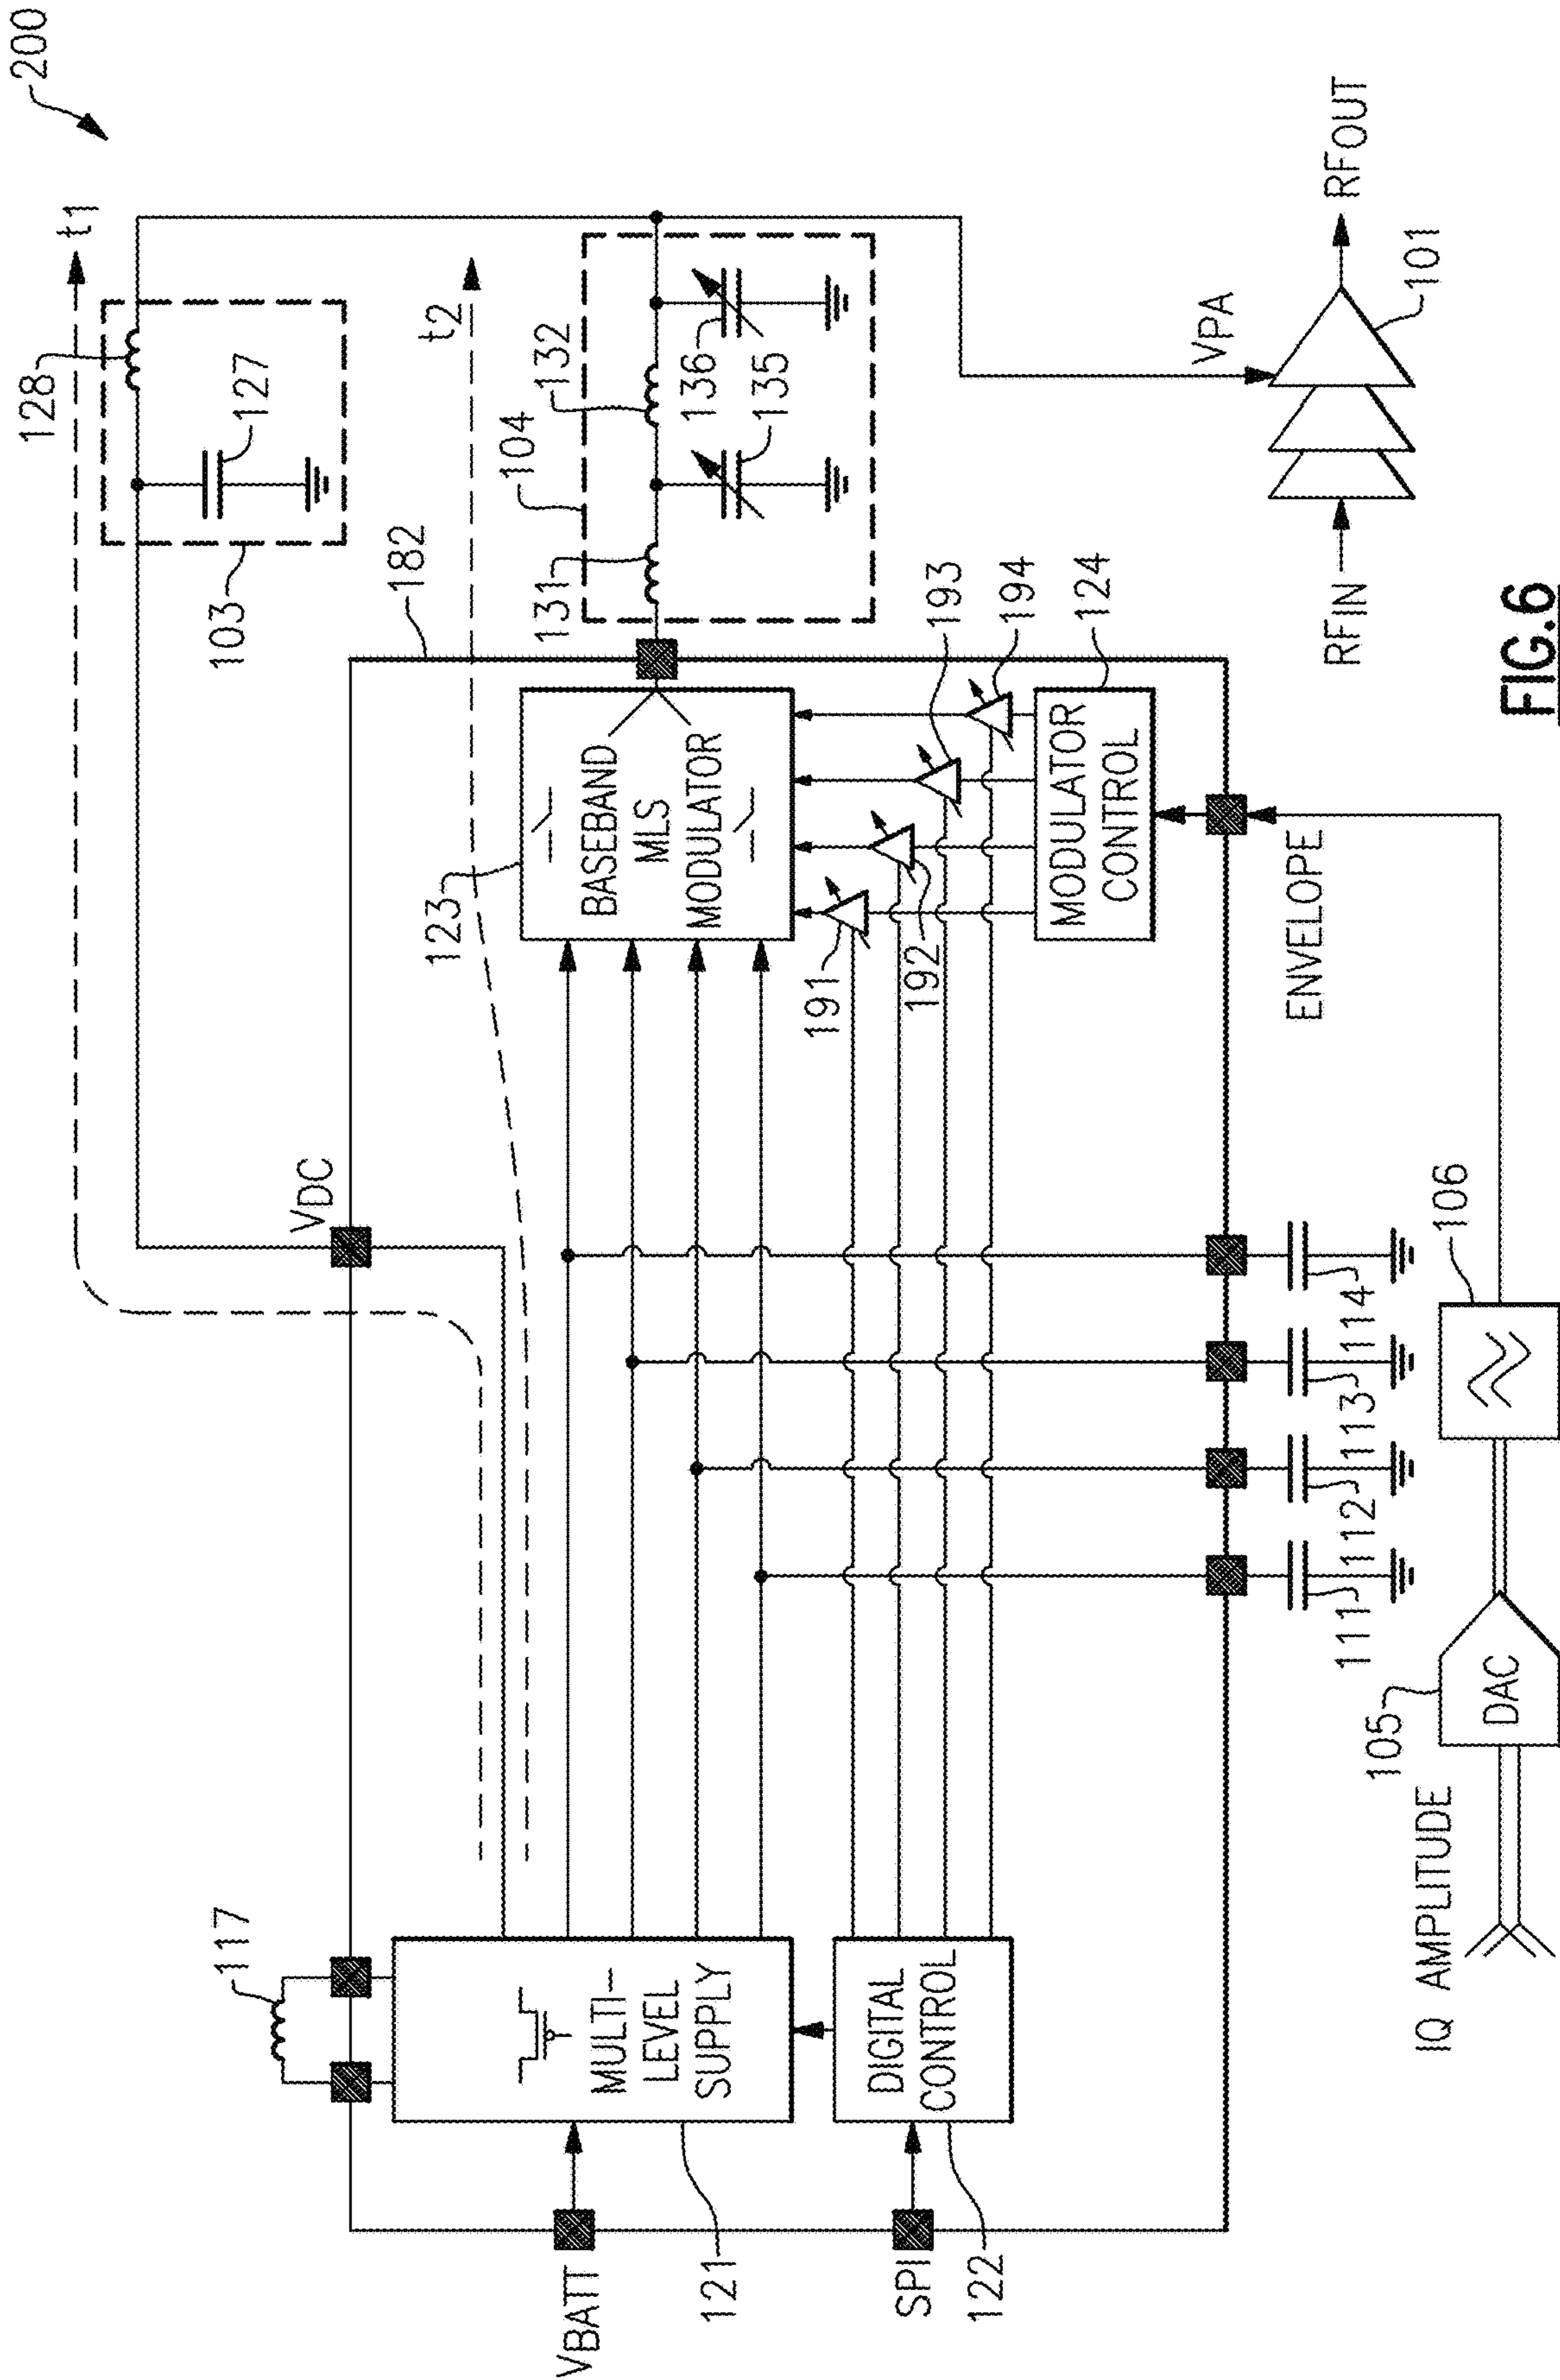 200
128
t1
127
103
t2
104
132
131
136
135
182
VDC
117
123
BASEBAND
MLS
MODULATOR
MULTI-
LEVEL
SUPPLY
VBATT
121
DIGITAL
CONTROL
SPI
122
191
192
193
194
MODULATOR
CONTROL
124
ENVELOPE
111
112
113
114
IQ AMPLITUDE
105
DAC
106
VPA
RFIN
RFOUT
101
FIG.6